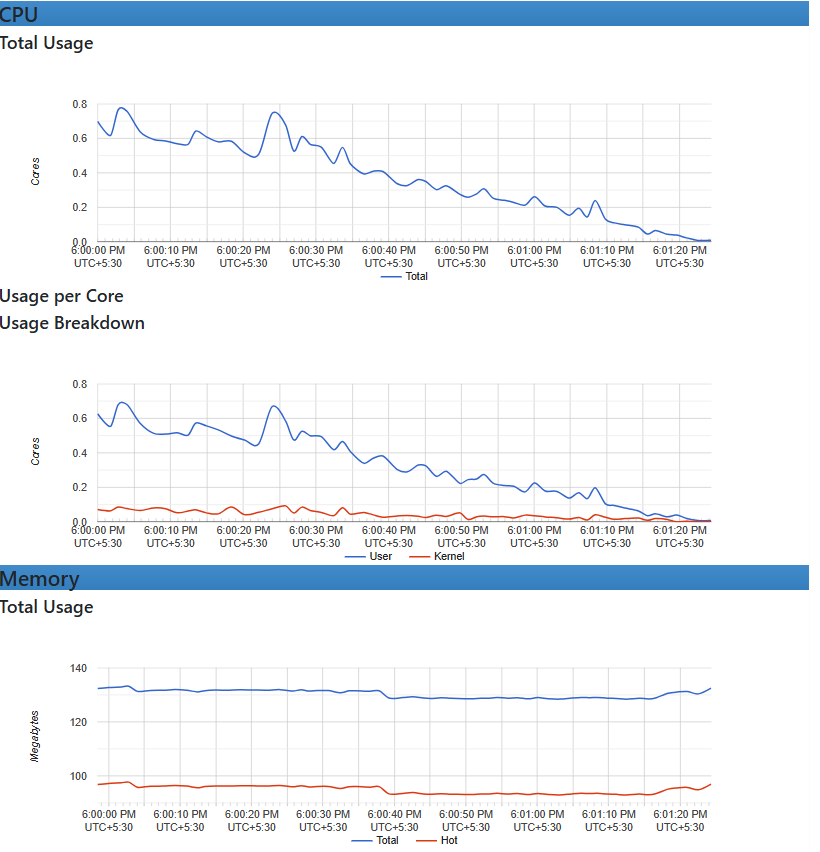 CPU
Total Usage
0.8
0.6
0.4
0.2
0.0
Cores
6:00:00 PM 6:00:10 PM 6:00:20 PM 6:00:30 PM 6:00:40 PM 6:00:50 PM 6:01:00 PM 6:01:10 PM 6:01:20 PM
UTC+5:30 UTC+5:30 UTC+5:30 UTC+5:30 UTC+5:30 UTC+5:30 UTC+5:30 UTC+5:30 UTC+5:30
Total
Usage per Core
Usage Breakdown
0.8
0.6
0.4
0.2
0.0
Cores
6:00:00 PM 6:00:10 PM 6:00:20 PM 6:00:30 PM 6:00:40 PM 6:00:50 PM 6:01:00 PM 6:01:10 PM 6:01:20 PM
UTC+5:30 UTC+5:30 UTC+5:30 UTC+5:30 UTC+5:30 UTC+5:30 UTC+5:30 UTC+5:30 UTC+5:30
User Kernel
Memory
Total Usage
140
120
100
Megabytes
6:00:00 PM 6:00:10 PM 6:00:20 PM 6:00:30 PM 6:00:40 PM 6:00:50 PM 6:01:00 PM 6:01:10 PM 6:01:20 PM
UTC+5:30 UTC+5:30 UTC+5:30 UTC+5:30 UTC+5:30 UTC+5:30 UTC+5:30 UTC+5:30 UTC+5:30
Total Hot